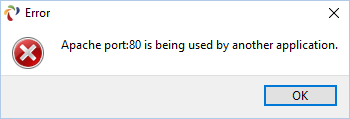 Error
Apache port:80 is being used by another application.
OK